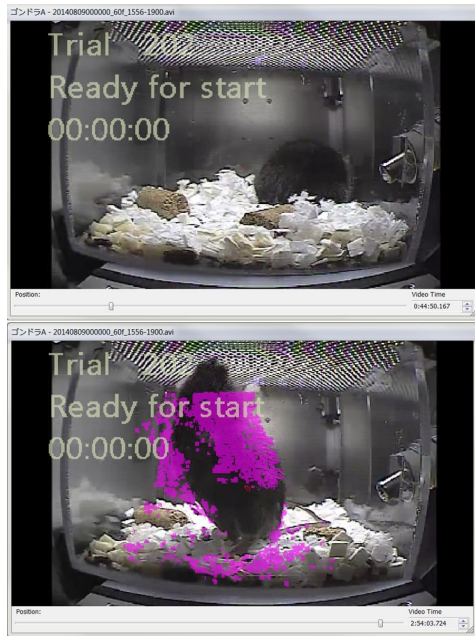 ゴンドラA - 20140809000000_60f_1556-1900.avi
Trial 202
Ready for start
00:00:00
Position:
Video Time
0:44:50.167
ゴンドラA - 20140809000000_60f_1556-1900.avi
Trial
Ready for start
00:00:00
Position:
Video Time
2:54:03.724